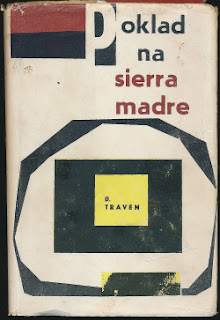 Poklad
na
sierra
madre
B.
TRAVEN